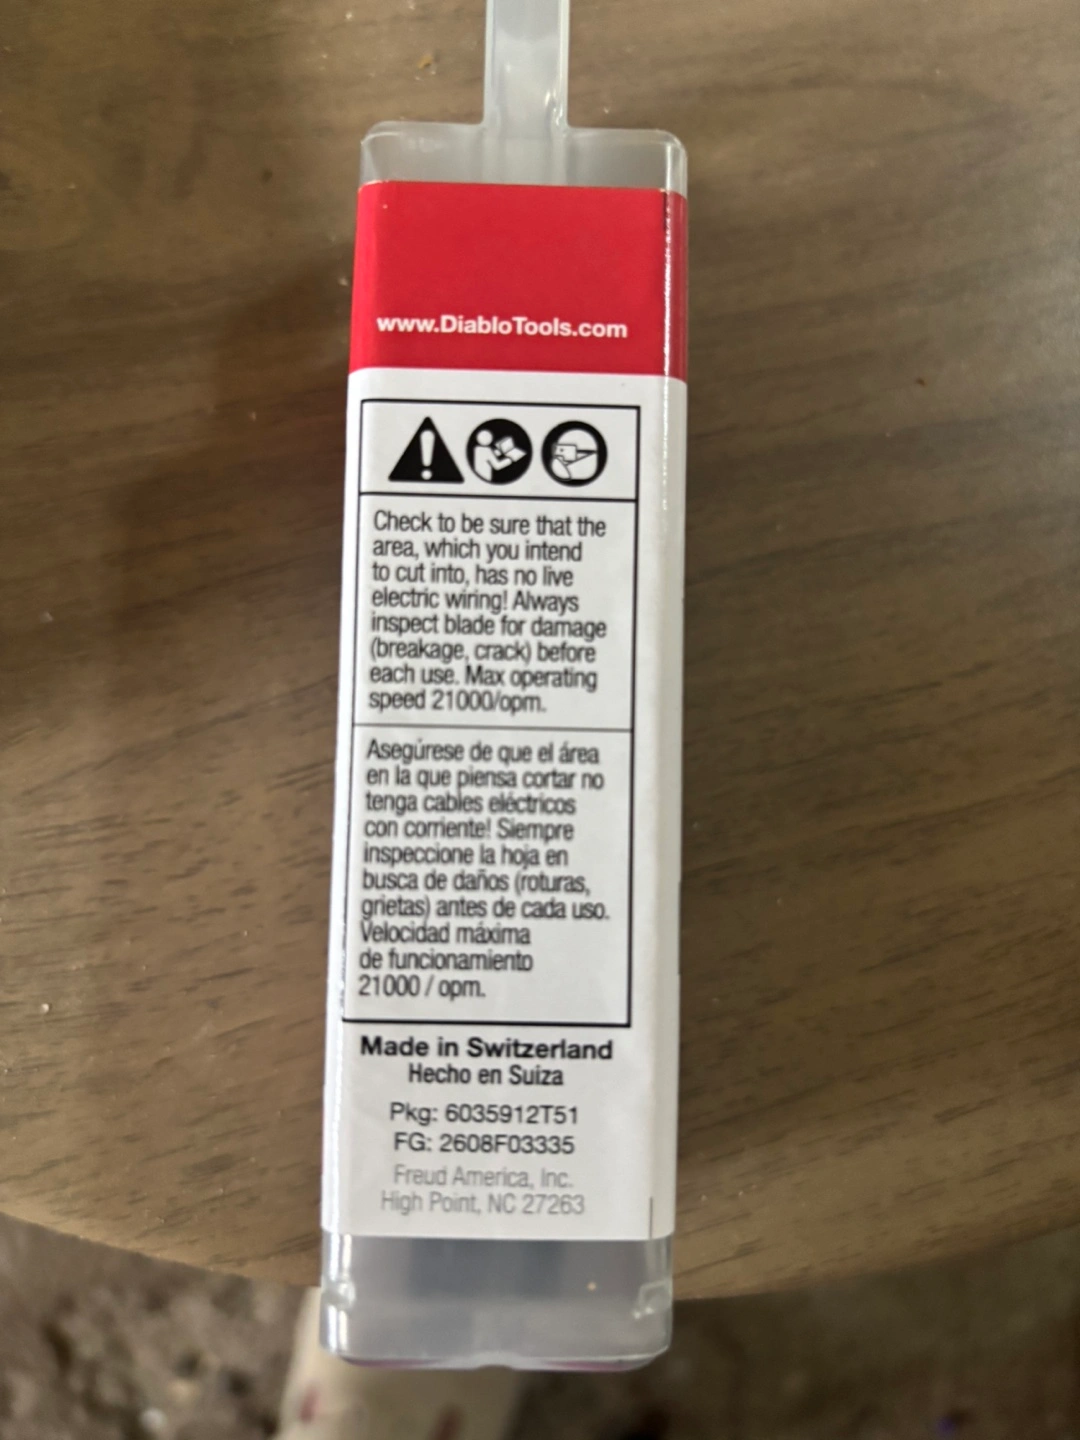 www.DiabloTools.com
Check to be sure that the
area, which you intend
to cut into, has no live
electric wiring! Always
inspect blade for damage
(breakage, crack) before
each use. Max operating
speed 21000/opm.
Asegúrese de que el área
en la que piensa cortar no
tenga cables eléctricos
con corriente! Siempre
inspeccione la hoja en
busca de daños (roturas,
grietas) antes de cada uso.
Velocidad máxima
de funcionamiento
21000 / opm.
Made in Switzerland
Hecho en Suiza
Pkg: 6035912T51
FG: 2608F03335
Freud America, Inc.
High Point, NC 27263